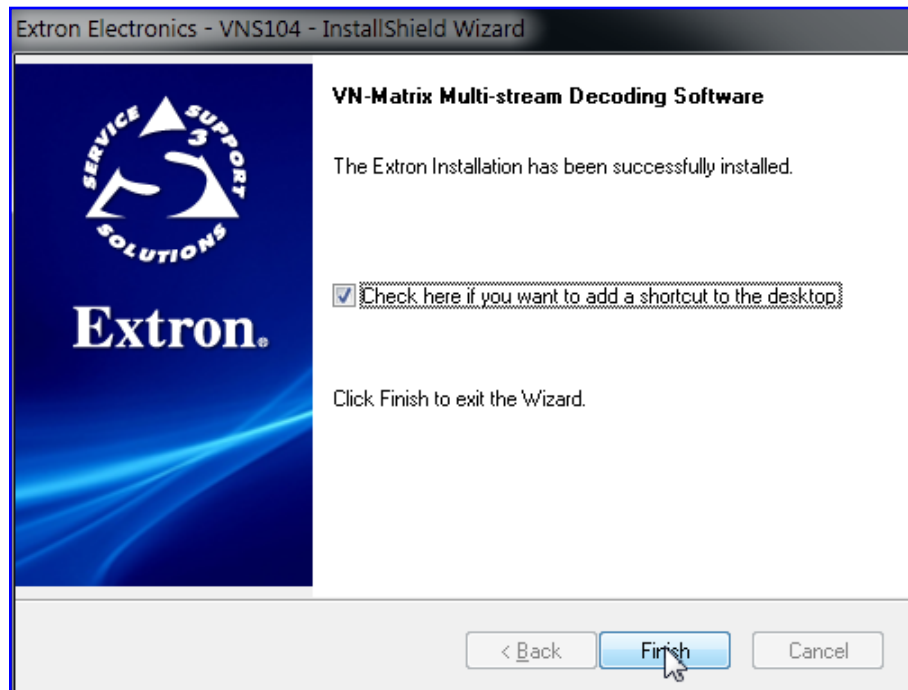 Extron Electronics - VNS104 - InstallShield Wizard
SERVICE SUPPORT SOLUTIONS
3
Extron®
VN-Matrix Multi-stream Decoding Software
The Extron Installation has been successfully installed.
Check here if you want to add a shortcut to the desktop
Click Finish to exit the Wizard.
< Back Finish Cancel